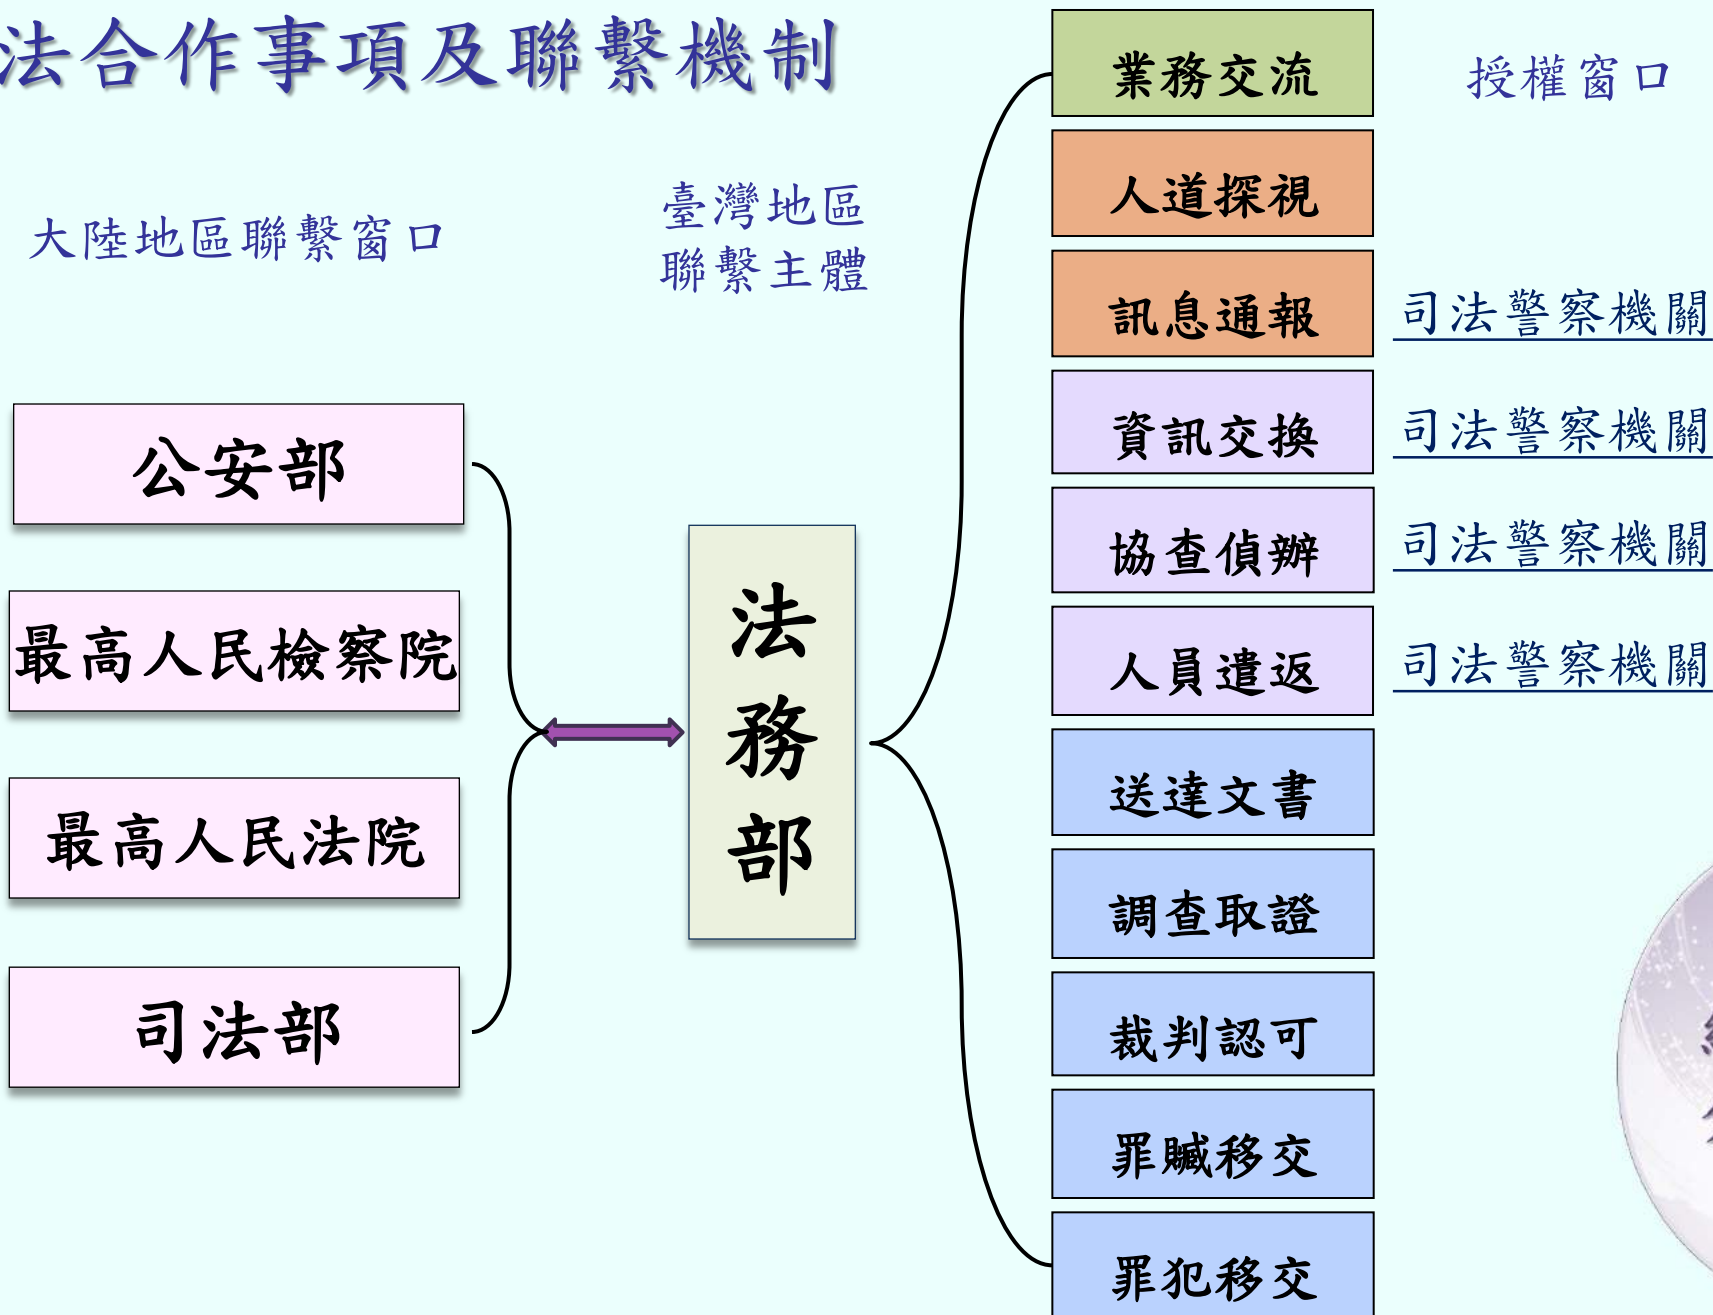 法合作事項及聯繫機制
大陸地區聯繫窗口
臺灣地區
聯繫主體
授權窗口
公安部
最高人民檢察院
最高人民法院
司法部
法務部
業務交流
人道探視
訊息通報 司法警察機關
資訊交換 司法警察機關
協查偵辦 司法警察機關
人員遣返 司法警察機關
送達文書
調查取證
裁判認可
罪贓移交
罪犯移交